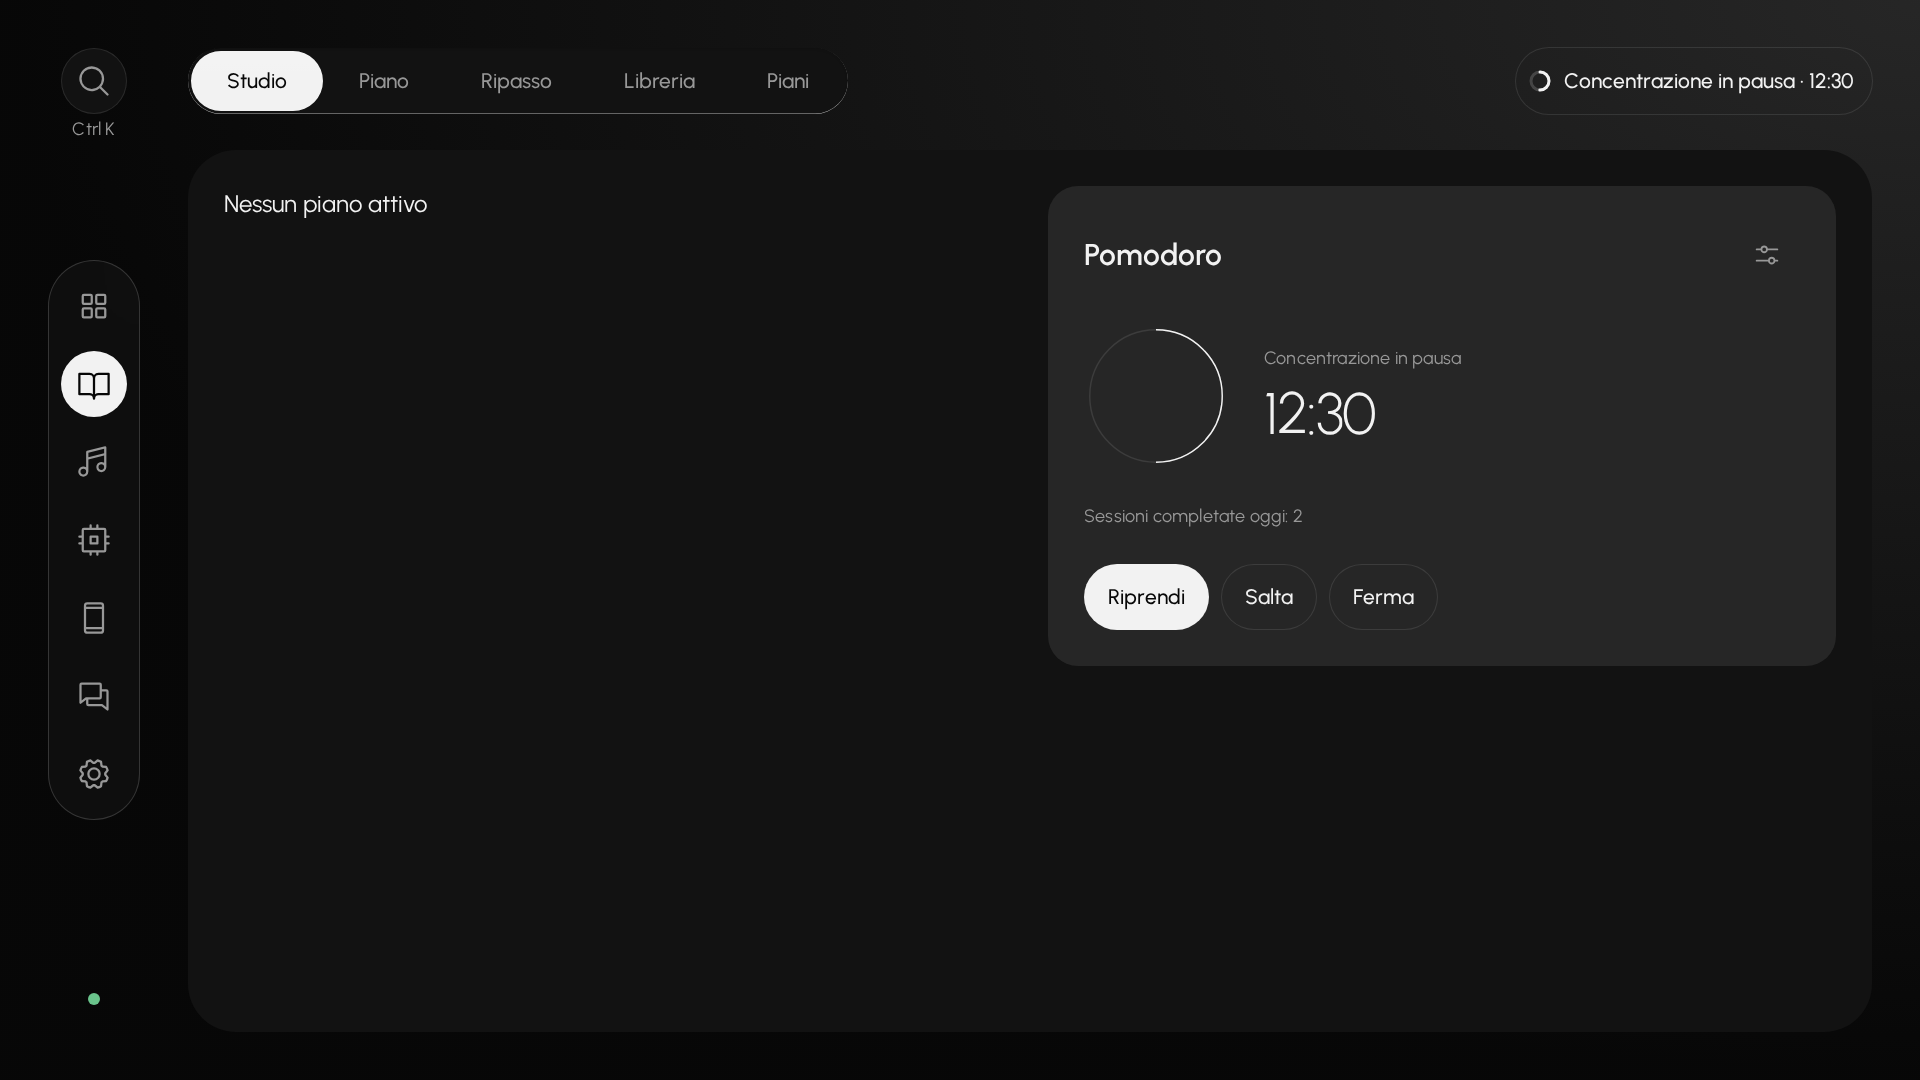 Studio
Piano
Ripasso
Libreria
Piani
Concentrazione in pausa · 12:30
Ctrl K
Nessun piano attivo
Pomodoro
Concentrazione in pausa
12:30
Sessioni completate oggi: 2
Riprendi
Salta
Ferma